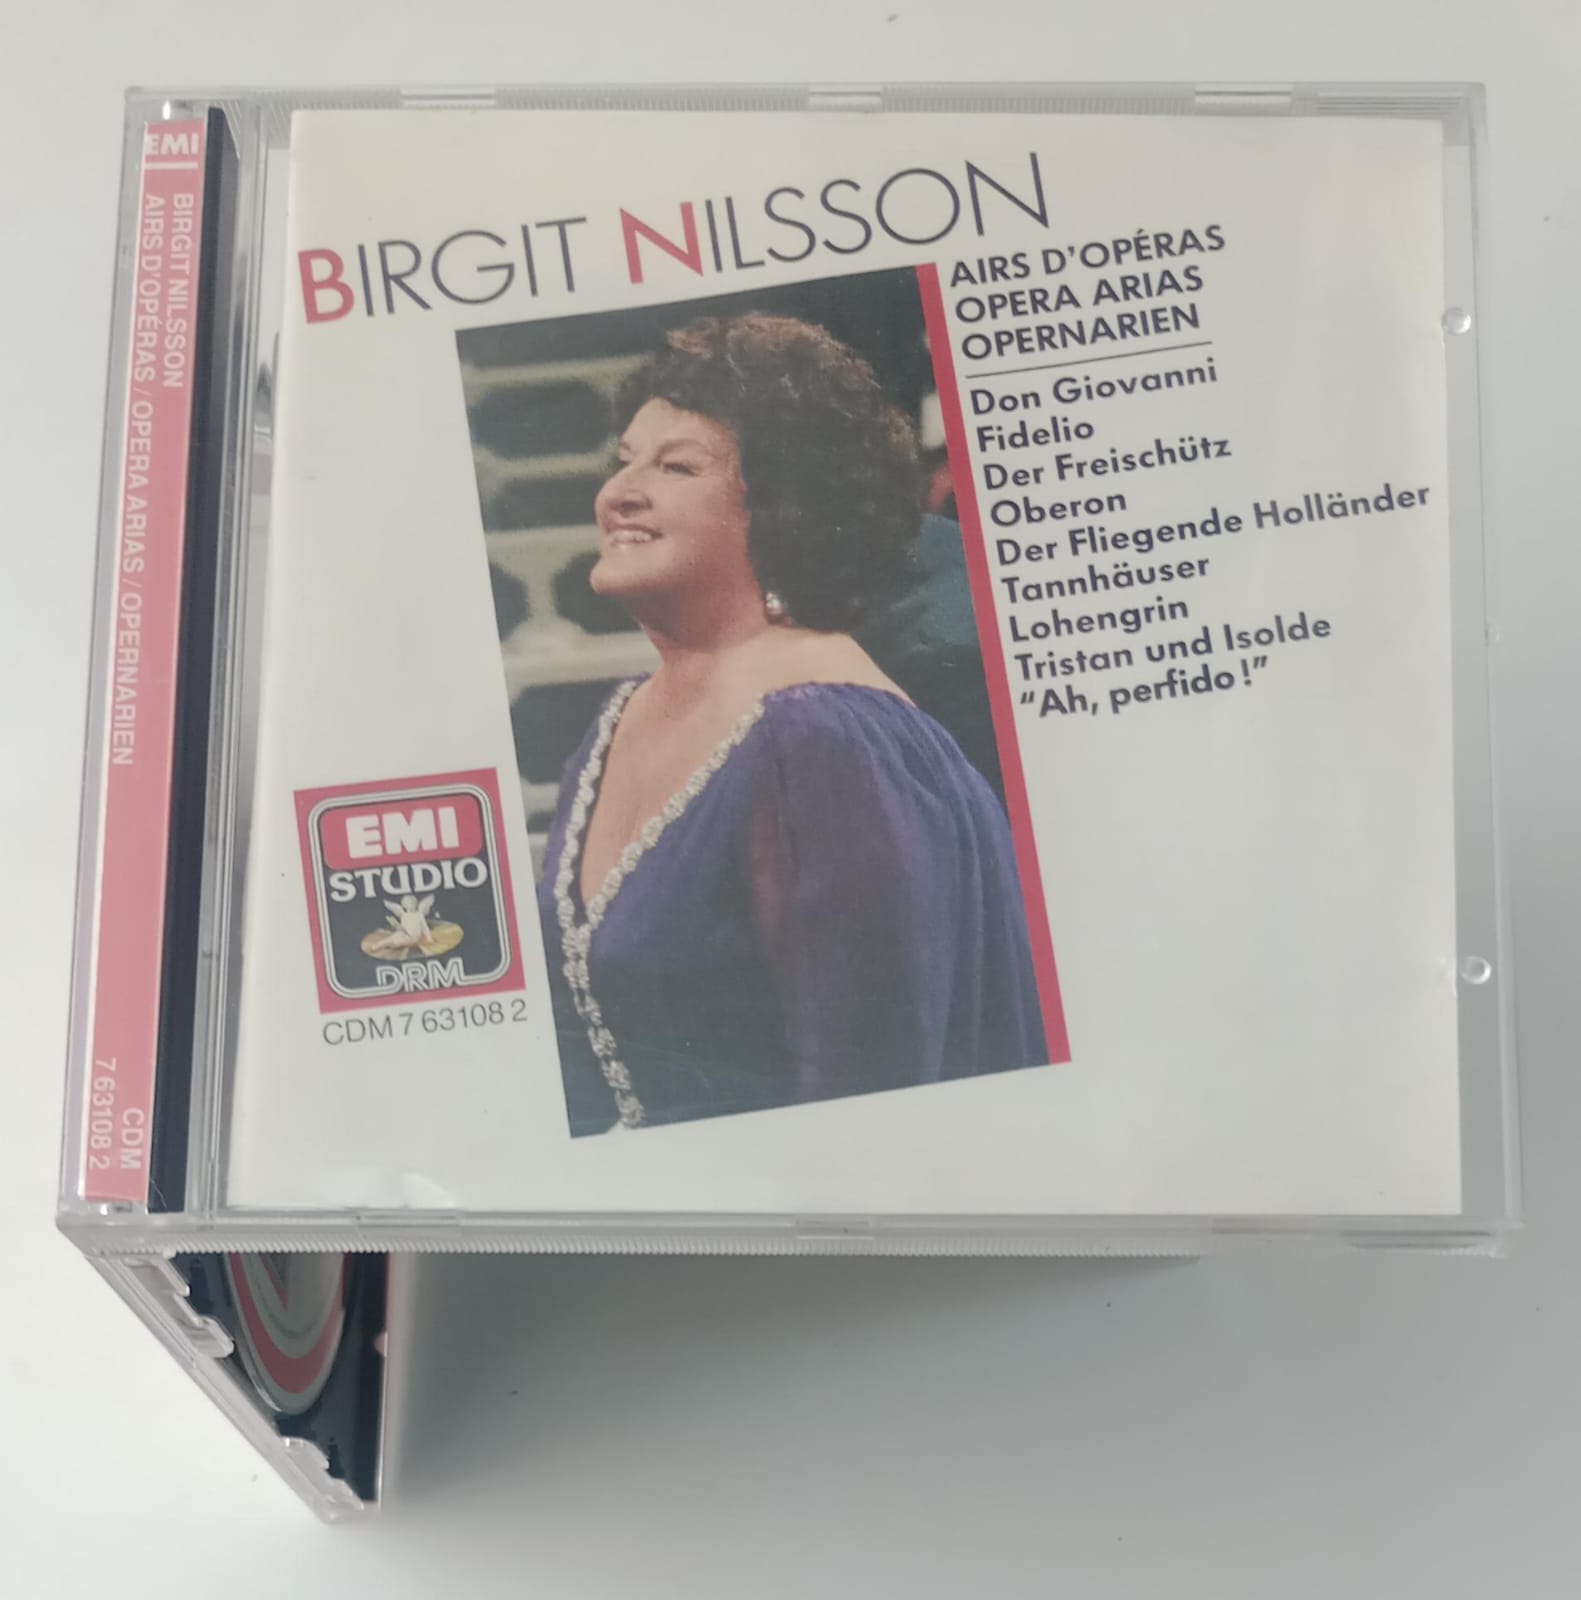 EMI
BIRGIT NILSSON
AIRS D'OPÉRAS / OPERA ARIAS / OPERNARIEN
CDM
7 63108 2
BIRGIT NILSSON
AIRS D'OPÉRAS
OPERA ARIAS
OPERNARIEN
Don Giovanni
Fidelio
Der Freischütz
Oberon
Der Fliegende Holländer
Tannhäuser
Lohengrin
Tristan und Isolde
“Ah, perfido!”
EMI
STUDIO
DRM
CDM 7 63108 2